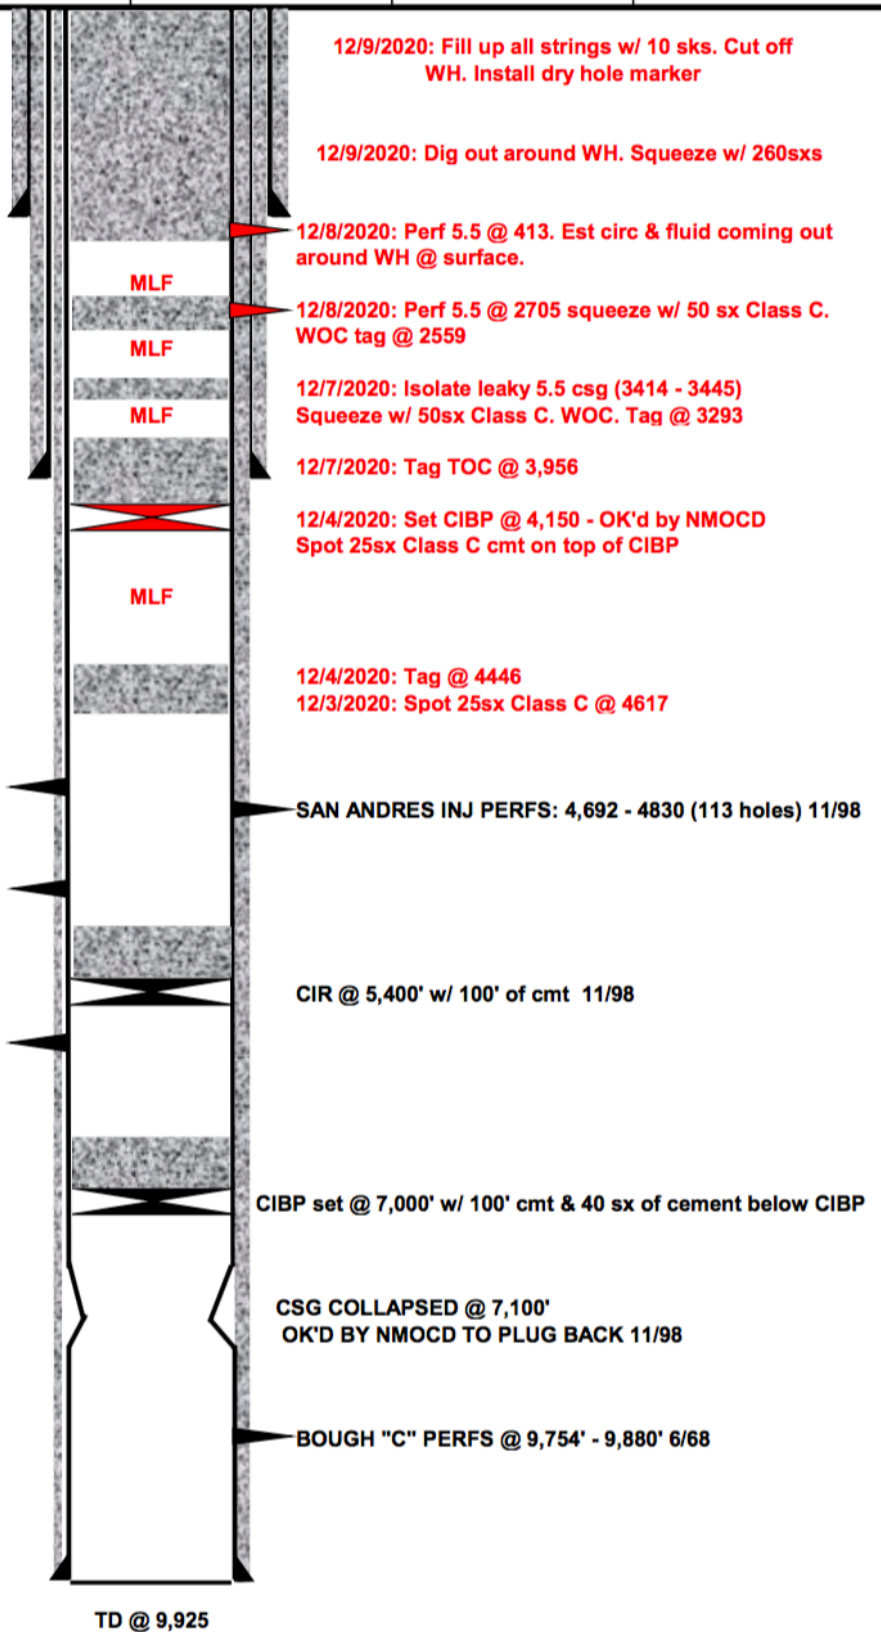 12/9/2020: Fill up all strings w/ 10 sks. Cut off
WH. Install dry hole marker
12/9/2020: Dig out around WH. Squeeze w/ 260sxs
12/8/2020: Perf 5.5 @ 413. Est circ & fluid coming out
around WH @ surface.
MLF
12/8/2020: Perf 5.5 @ 2705 squeeze w/ 50 sx Class C.
WOC tag @ 2559
MLF
12/7/2020: Isolate leaky 5.5 csg (3414 - 3445)
Squeeze w/ 50sx Class C. WOC. Tag @ 3293
MLF
12/7/2020: Tag TOC @ 3,956
12/4/2020: Set CIBP @ 4,150 - OK'd by NMOCD
Spot 25sx Class C cmt on top of CIBP
MLF
12/4/2020: Tag @ 4446
12/3/2020: Spot 25sx Class C @ 4617
SAN ANDRES INJ PERFS: 4,692 - 4830 (113 holes) 11/98
CIR @ 5,400' w/ 100' of cmt 11/98
CIBP set @ 7,000' w/ 100' cmt & 40 sx of cement below CIBP
CSG COLLAPSED @ 7,100'
OK'D BY NMOCD TO PLUG BACK 11/98
BOUGH "C" PERFS @ 9,754' - 9,880' 6/68
TD @ 9,925